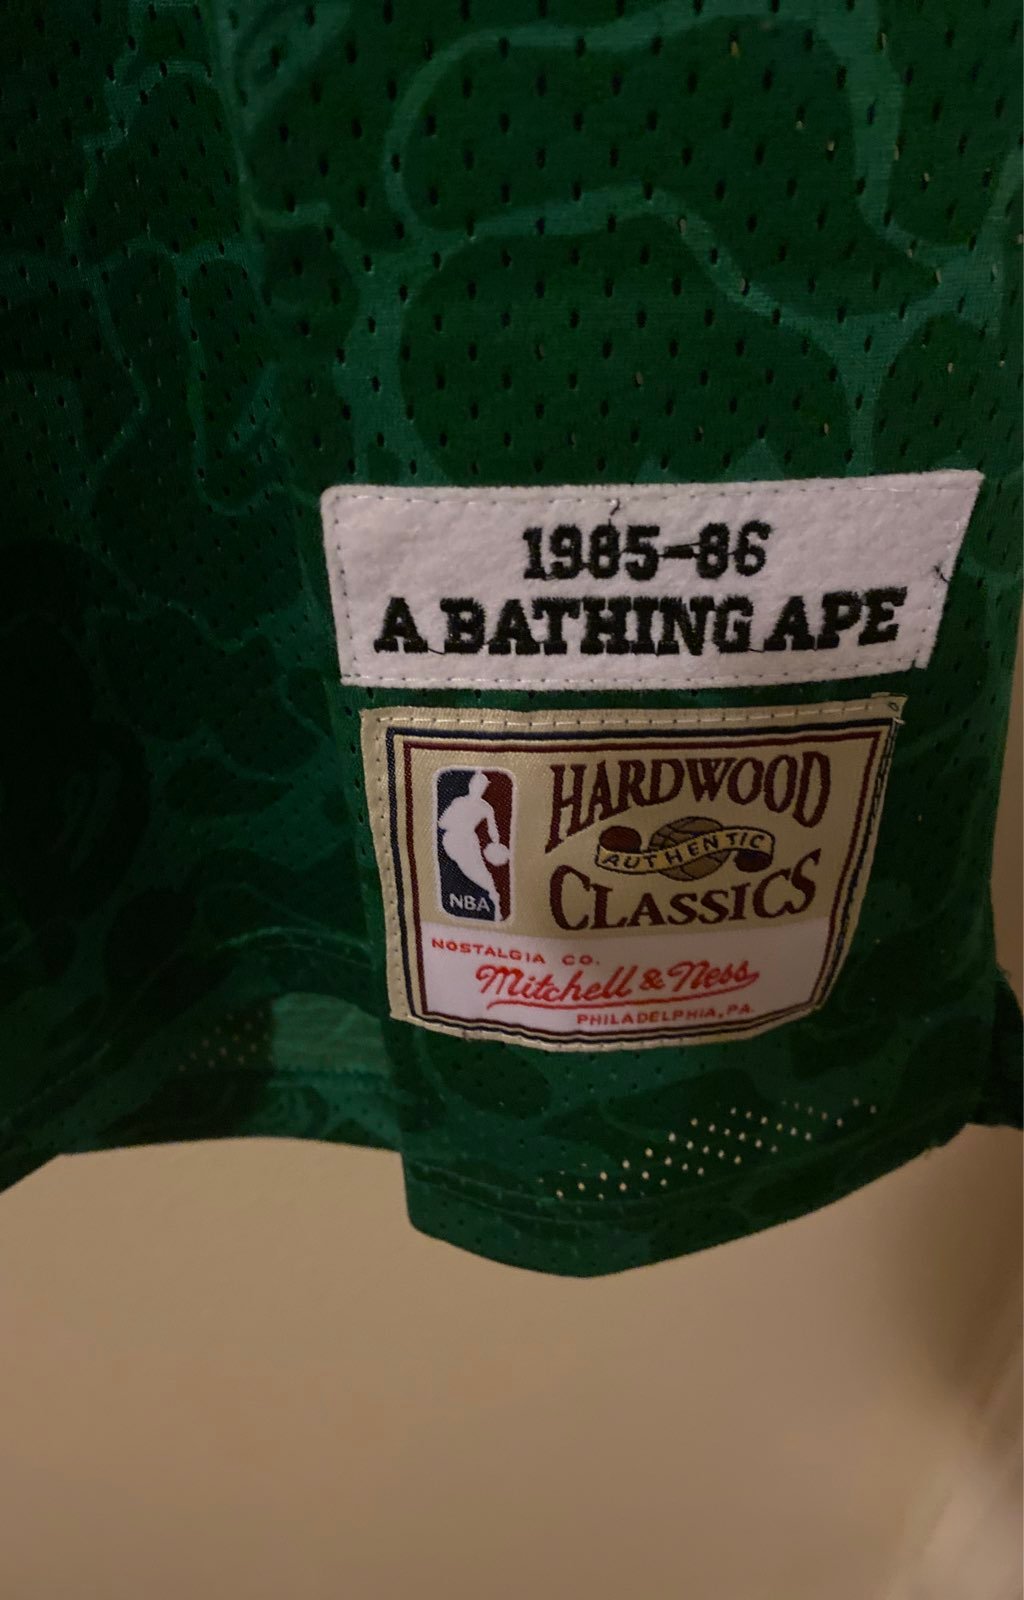 1985-86
A BATHING APE
NBA
HARDWOOD
AUTHENTIC
CLASSICS
NOSTALGIA CO.
Mitchell & Ness
PHILADELPHIA, PA.